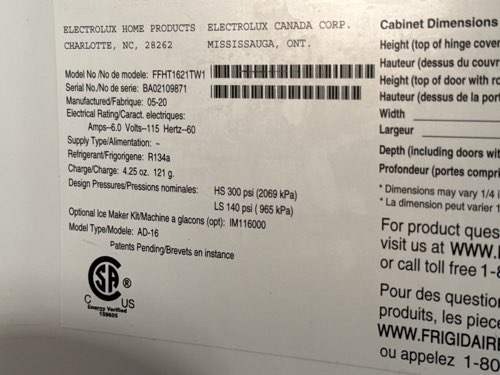 ELECTROLUX HOME PRODUCTS ELECTROLUX CANADA CORP.
CHARLOTTE, NC, 28262 MISSISSAUGA, ONT.
Model No/No de modele: FFHT1621TW1
Serial No./No de serie: BA02109871
Manufactured/Fabrique: 05-20
Electrical Rating/Caract. electriques:
Amps--6.0 Volts--115 Hertz--60
Supply Type/Alimentation: ~
Refrigerant/Frigorigene: R134a
Charge/Charge: 4.25 oz. 121 g.
Design Pressures/Pressions nominales: HS 300 psi (2069 kPa)
LS 140 psi ( 965 kPa)
Optional Ice Maker Kit/Machine a glacons (opt): IM116000
Model Type/Modele: AD-16
Patents Pending/Brevets en instance
CSA ®
C US
Energy Verified
159605
Cabinet Dimensions
Height (top of hinge cover
Hauteur (dessus du couvr
Height (top of door with
Hauteur (dessus de la port
Width
Largeur
Depth (including doors wit
Profondeur (portes compri
* Dimensions may vary 1/4 i
* La dimension peut varier 1
For product ques
visit us at WWW.
or call toll free 1-8
Pour des question
produits, les piece
WWW.FRIGIDAIRE
ou appelez 1-80